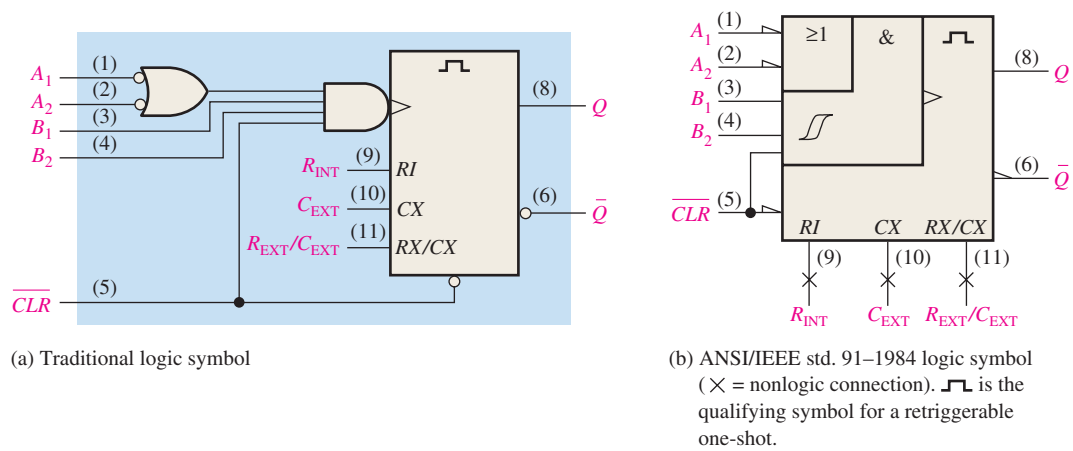 A1
(1)
A2
(2)
B1
(3)
B2
(4)
RINT
(9)
RI
CEXT
(10)
CX
REXT/CEXT
(11)
RX/CX
(8)
Q
(6)
Q̅
C̅L̅R̅
(5)
(a) Traditional logic symbol
A1
(1)
A2
(2)
B1
(3)
B2
(4)
C̅L̅R̅
(5)
≥1
&
(8)
Q
(6)
Q̅
RI CX RX/CX
(9) (10) (11)
RINT CEXT REXT/CEXT
(b) ANSI/IEEE std. 91–1984 logic symbol
(× = nonlogic connection). is the
qualifying symbol for a retriggerable
one-shot.